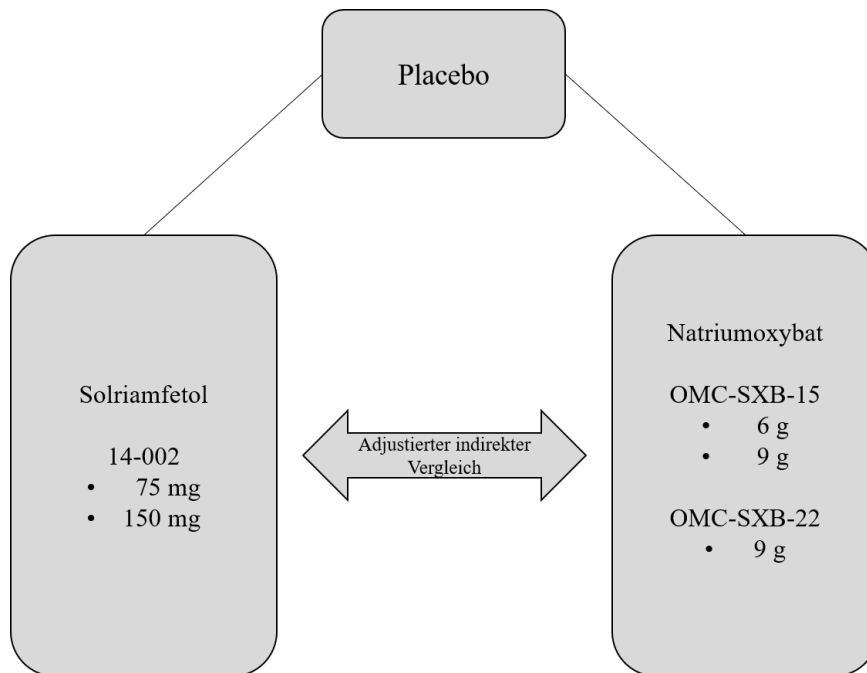 Placebo
Solriamfetol
14-002
• 75 mg
• 150 mg
Adjustierter indirekter
Vergleich
Natriumoxybat
OMC-SXB-15
• 6 g
• 9 g
OMC-SXB-22
• 9 g